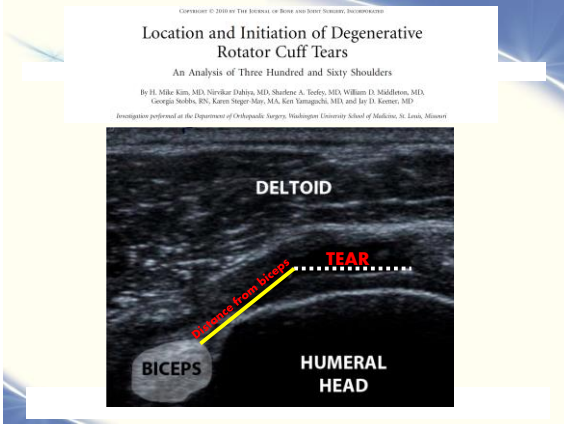 COPYRIGHT © 2010 BY THE JOURNAL OF BONE AND JOINT SURGERY, INCORPORATED
Location and Initiation of Degenerative
Rotator Cuff Tears
An Analysis of Three Hundred and Sixty Shoulders
By H. Mike Kim, MD, Nirvikar Dahiya, MD, Sharlene A. Teefey, MD, William D. Middleton, MD,
Georgia Stobbs, RN, Karen Steger-May, MA, Ken Yamaguchi, MD, and Jay D. Keener, MD
Investigation performed at the Department of Orthopaedic Surgery, Washington University School of Medicine, St. Louis, Missouri
DELTOID
TEAR
Distance from biceps
BICEPS
HUMERAL
HEAD